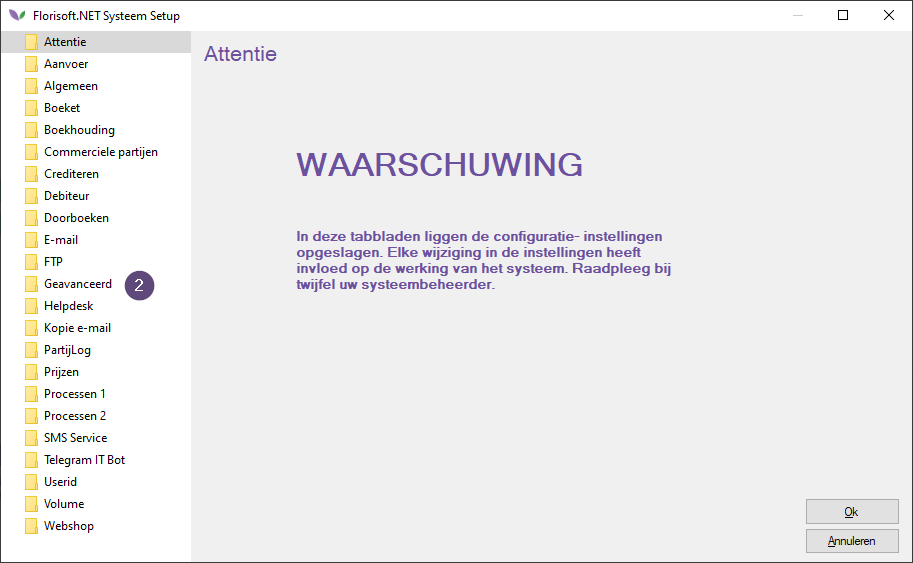 Florisoft.NET Systeem Setup
Attentie
Aanvoer
Algemeen
Boeket
Boekhouding
Commerciele partijen
Crediteren
Debiteur
Doorboeken
E-mail
FTP
Geavanceerd
2
Helpdesk
Kopie e-mail
PartijLog
Prijzen
Processen 1
Processen 2
SMS Service
Telegram IT Bot
Userid
Volume
Webshop
Attentie
WAARSCHUWING
In deze tabbladen liggen de configuratie- instellingen
opgeslagen. Elke wijziging in de instellingen heeft
invloed op de werking van het systeem. Raadpleeg bij
twijfel uw systeembeheerder.
Ok
Annuleren